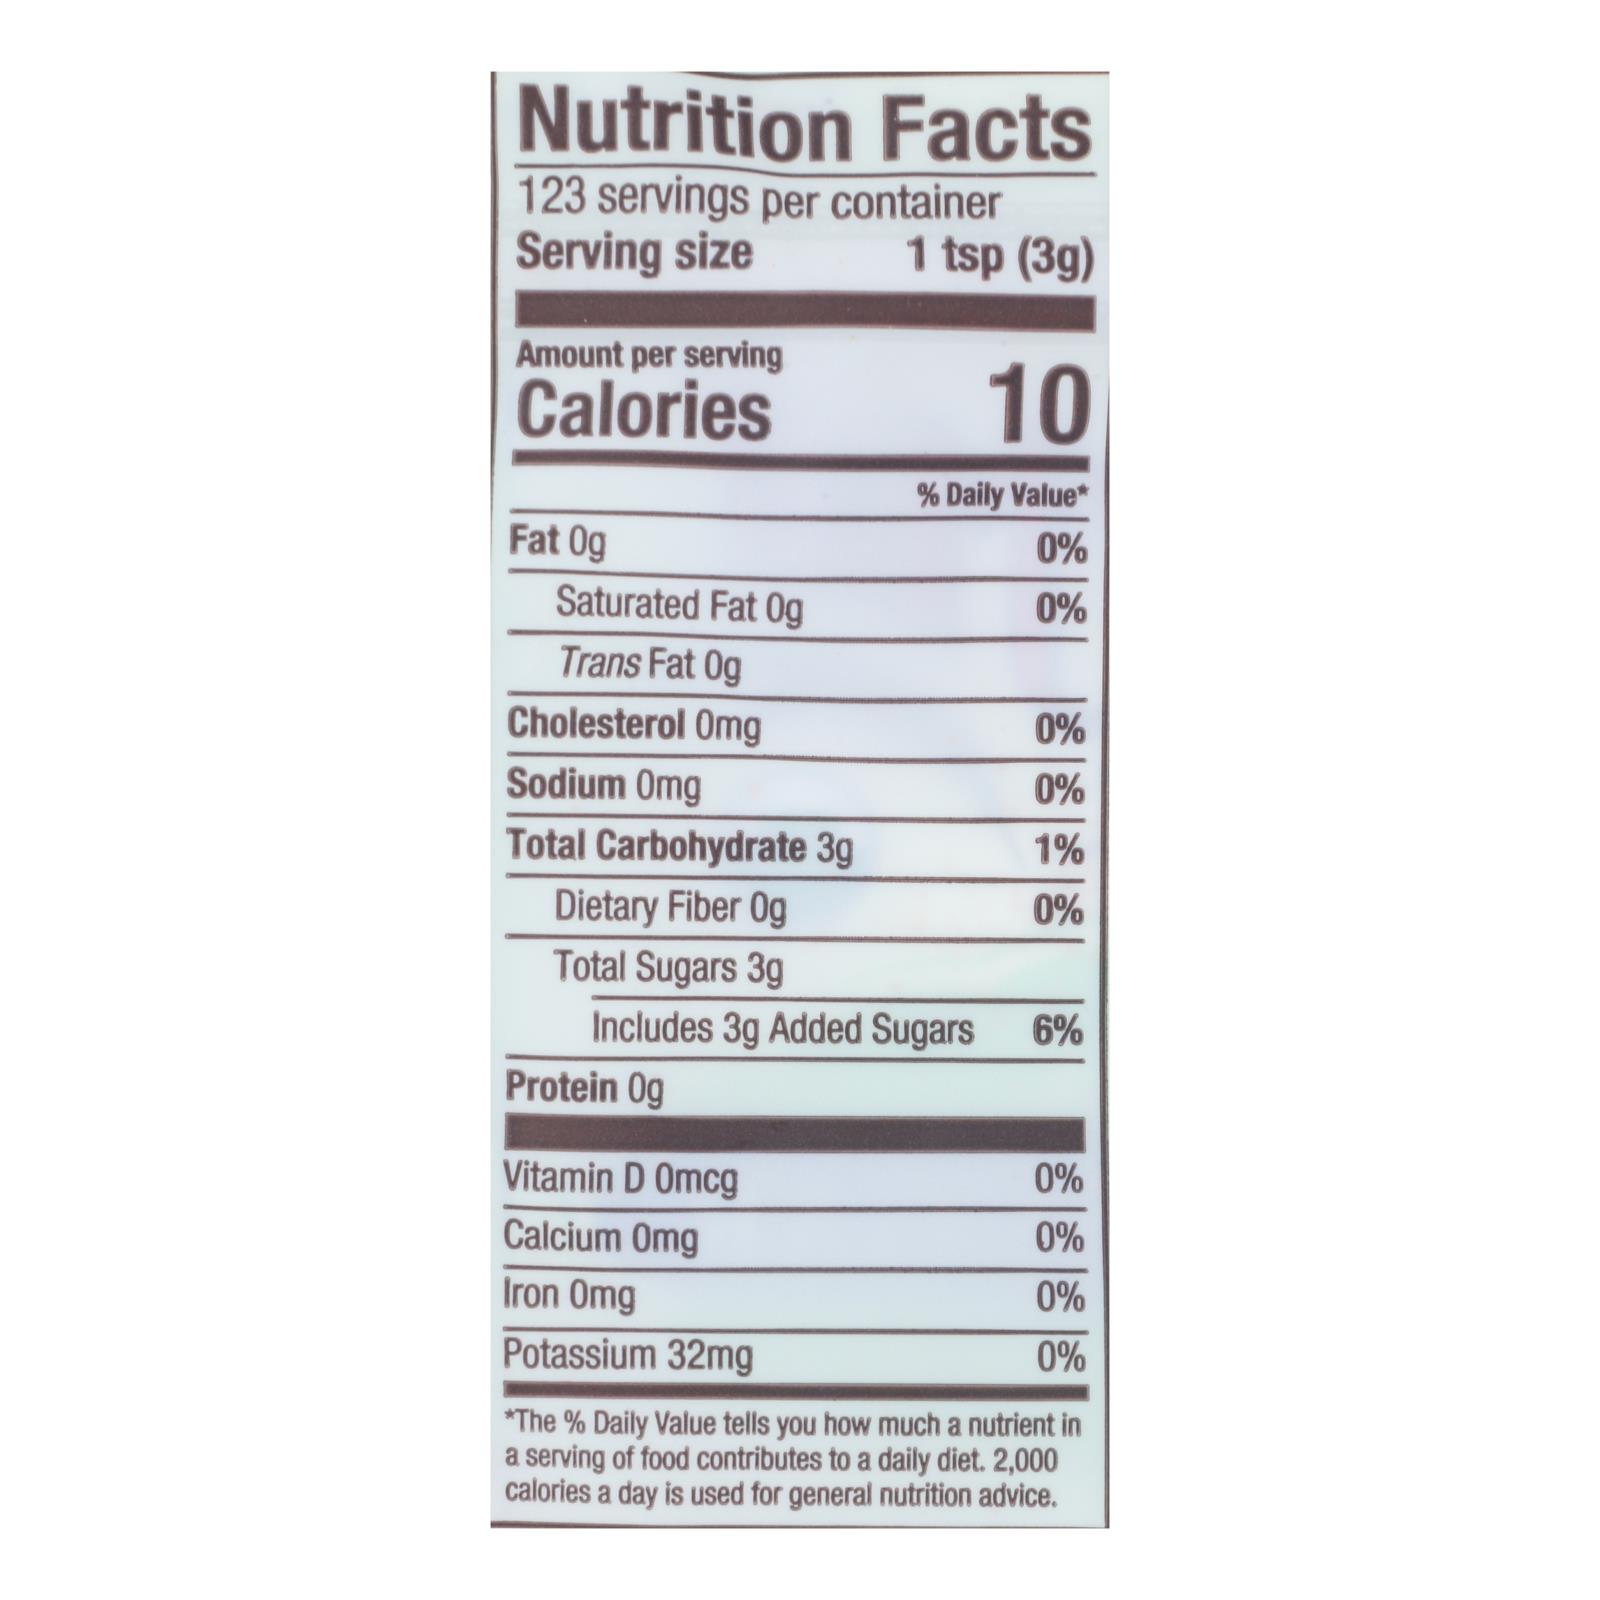 Nutrition Facts
123 servings per container
Serving size 1 tsp (3g)
Amount per serving
Calories 10
% Daily Value*
Fat 0g 0%
Saturated Fat 0g 0%
Trans Fat 0g
Cholesterol 0mg 0%
Sodium 0mg 0%
Total Carbohydrate 3g 1%
Dietary Fiber 0g 0%
Total Sugars 3g
Includes 3g Added Sugars 6%
Protein 0g
Vitamin D 0mcg 0%
Calcium 0mg 0%
Iron 0mg 0%
Potassium 32mg 0%
*The % Daily Value tells you how much a nutrient in
a serving of food contributes to a daily diet. 2,000
calories a day is used for general nutrition advice.